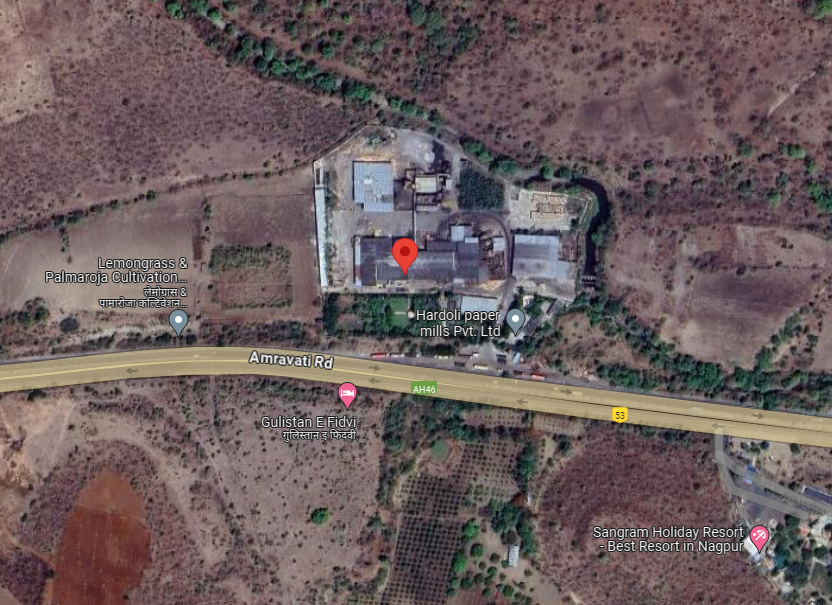 Lemongrass &
Palmaroja Cultivation...
लेमोंग्रास &
पामारोजा कल्टिवेशन...
Hardoli paper
mills Pvt. Ltd
Amravati Rd
AH46
53
Gulistan E Fidvi
गुलिस्तान इ फिदवी
Sangram Holiday Resort
- Best Resort in Nagpur